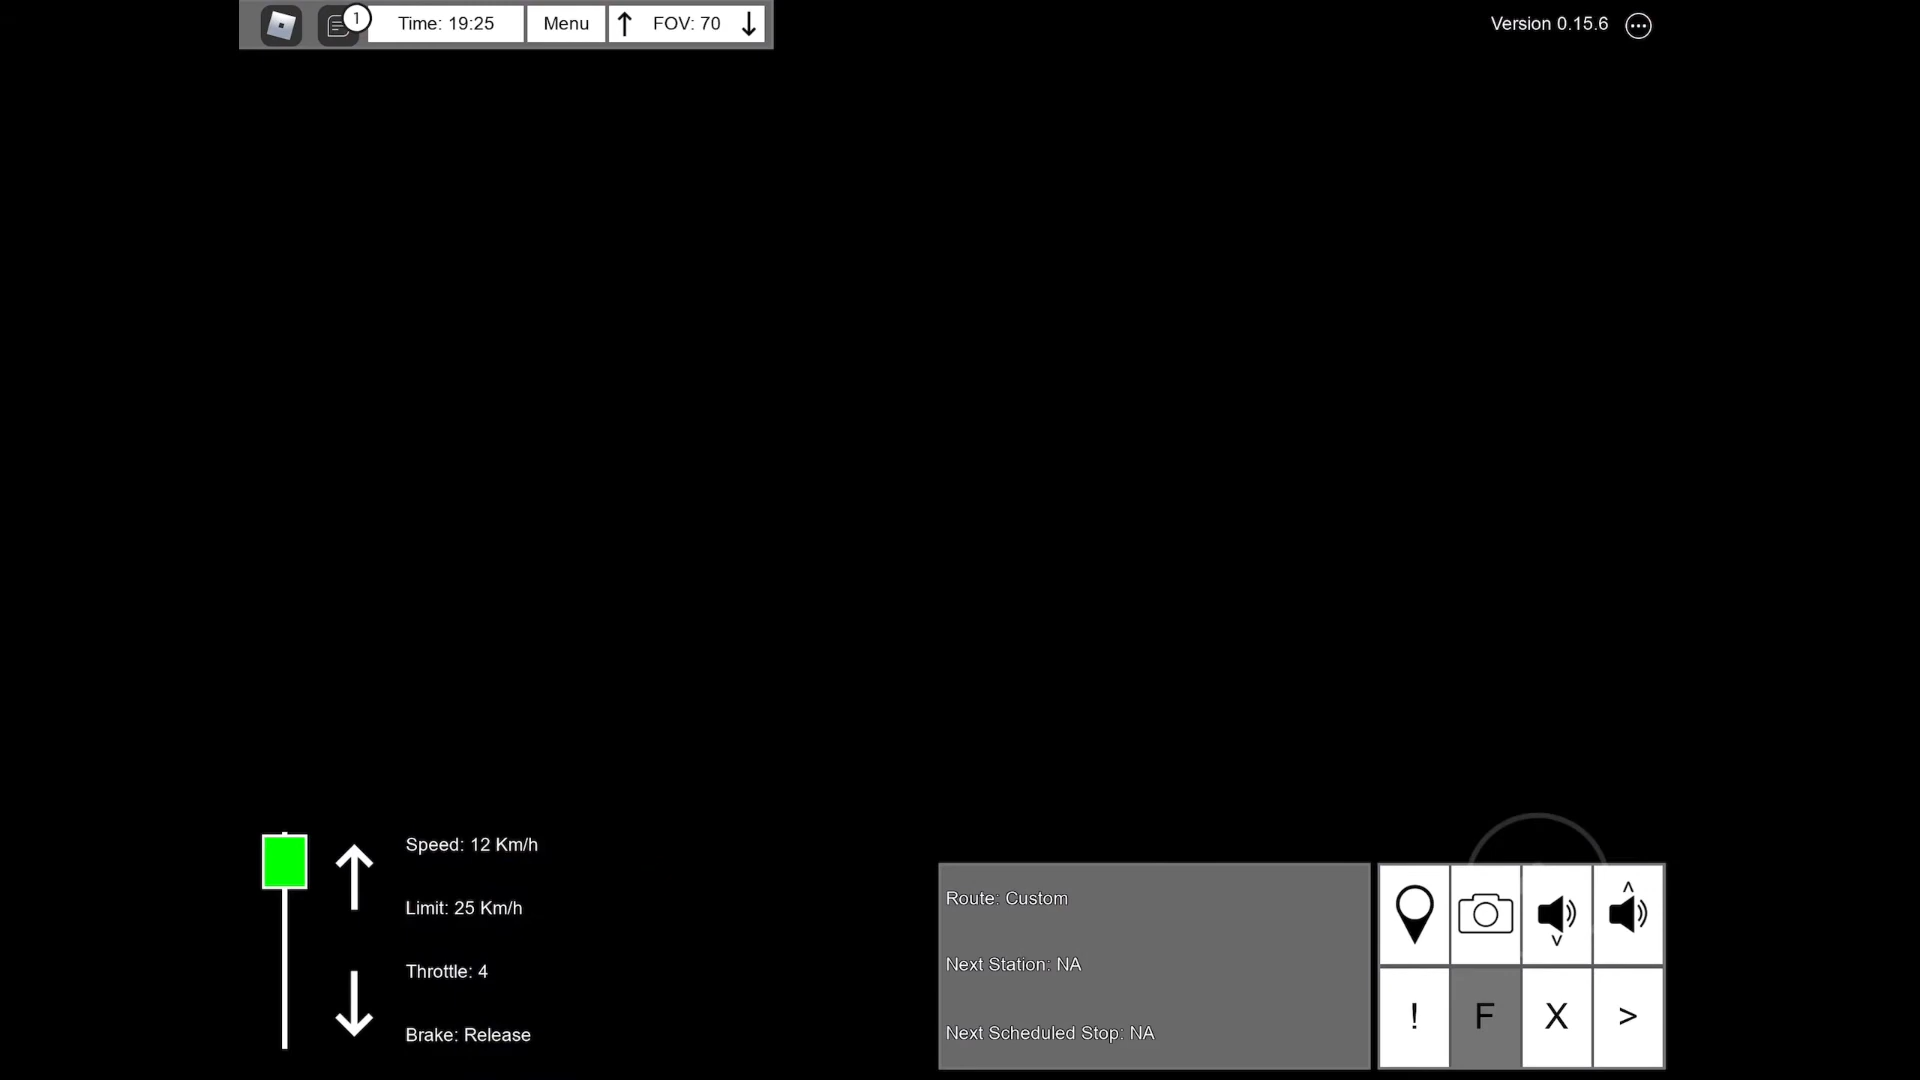 1
Time: 19:25
Menu
FOV: 70
Version 0.15.6
Speed: 12 Km/h
Limit: 25 Km/h
Throttle: 4
Brake: Release
Route: Custom
Next Station: NA
Next Scheduled Stop: NA
! F X >